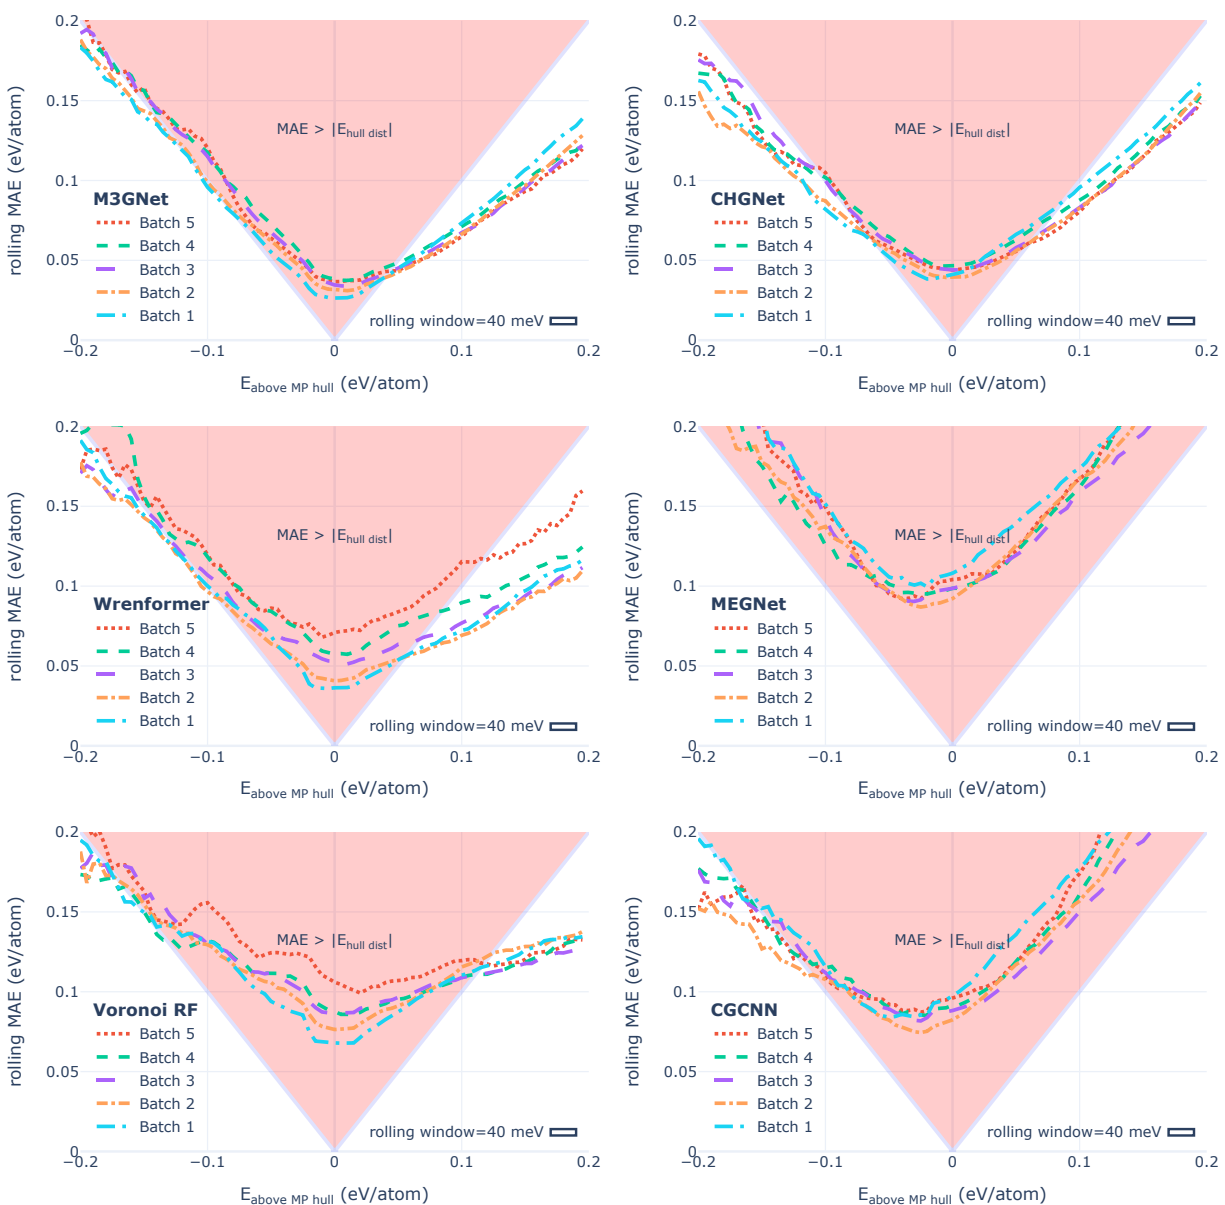 rolling MAE (eV/atom)
0.2
0.15
0.1
0.05
0
MAE > |E_hull dist|
M3GNet
Batch 5
Batch 4
Batch 3
Batch 2
Batch 1
rolling window=40 meV
−0.2 −0.1 0 0.1 0.2
E_above MP hull (eV/atom)
rolling MAE (eV/atom)
0.2
0.15
0.1
0.05
0
MAE > |E_hull dist|
CHGNet
Batch 5
Batch 4
Batch 3
Batch 2
Batch 1
rolling window=40 meV
−0.2 −0.1 0 0.1 0.2
E_above MP hull (eV/atom)
rolling MAE (eV/atom)
0.2
0.15
0.1
0.05
0
MAE > |E_hull dist|
Wrenformer
Batch 5
Batch 4
Batch 3
Batch 2
Batch 1
rolling window=40 meV
−0.2 −0.1 0 0.1 0.2
E_above MP hull (eV/atom)
rolling MAE (eV/atom)
0.2
0.15
0.1
0.05
0
MAE > |E_hull dist|
MEGNet
Batch 5
Batch 4
Batch 3
Batch 2
Batch 1
rolling window=40 meV
−0.2 −0.1 0 0.1 0.2
E_above MP hull (eV/atom)
rolling MAE (eV/atom)
0.2
0.15
0.1
0.05
0
MAE > |E_hull dist|
Voronoi RF
Batch 5
Batch 4
Batch 3
Batch 2
Batch 1
rolling window=40 meV
−0.2 −0.1 0 0.1 0.2
E_above MP hull (eV/atom)
rolling MAE (eV/atom)
0.2
0.15
0.1
0.05
0
MAE > |E_hull dist|
CGCNN
Batch 5
Batch 4
Batch 3
Batch 2
Batch 1
rolling window=40 meV
−0.2 −0.1 0 0.1 0.2
E_above MP hull (eV/atom)